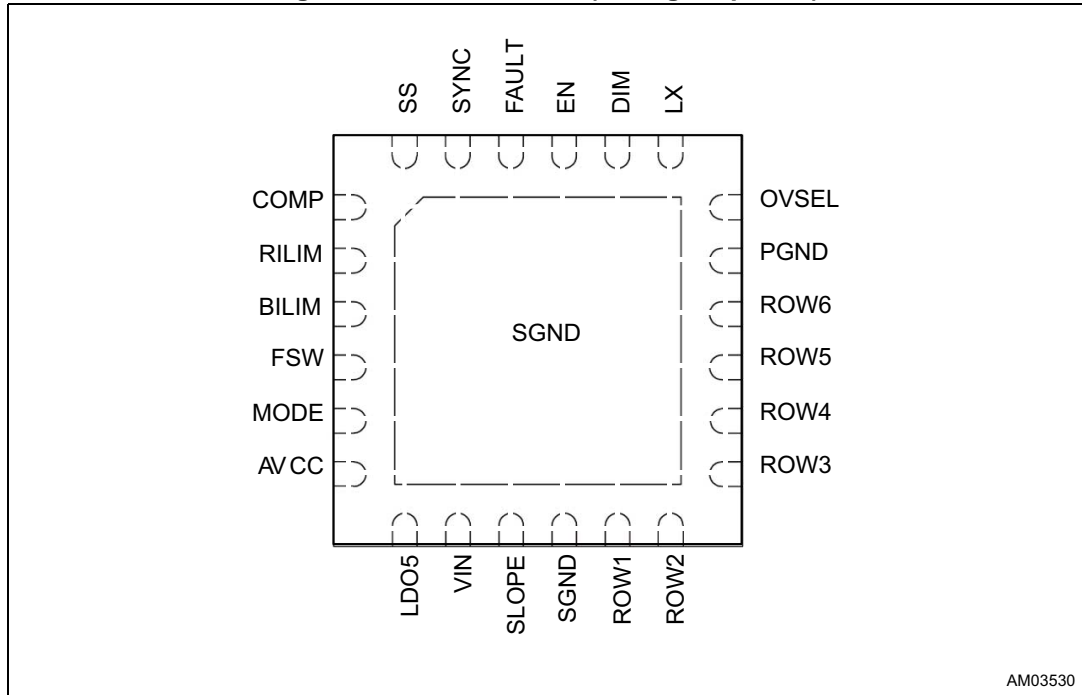 SS SYNC FAULT EN DIM LX
COMP
RILIM
BILIM
FSW
MODE
AVCC
SGND
OVSEL
PGND
ROW6
ROW5
ROW4
ROW3
LDO5 VIN SLOPE SGND ROW1 ROW2
AM03530